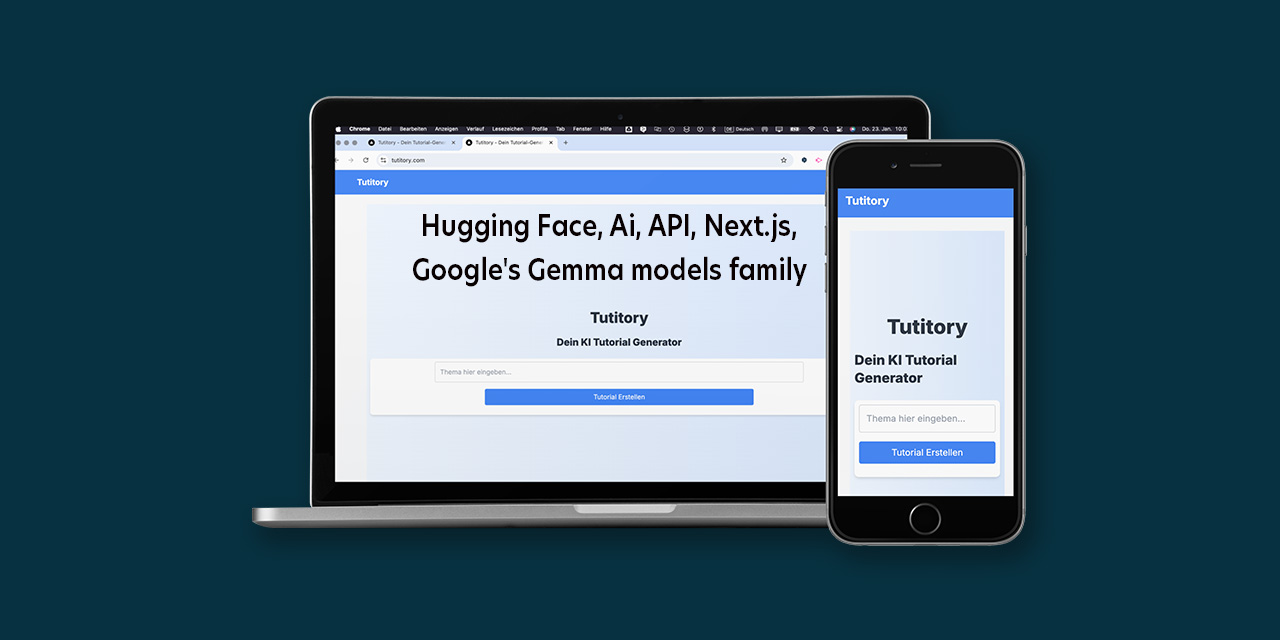 Chrome Datei Bearbeiten Anzeigen Verlauf Lesezeichen Profile Tab Fenster Hilfe Deutsch Do. 23. Jan. 10:0
Tutitory – Dein Tutorial-Gener Tutitory – Dein Tutorial-Gener
tutitory.com
Tutitory
Hugging Face, Ai, API, Next.js,
Google's Gemma models family
Tutitory
Dein KI Tutorial Generator
Thema hier eingeben...
Tutorial Erstellen
Tutitory
Tutitory
Dein KI Tutorial
Generator
Thema hier eingeben...
Tutorial Erstellen